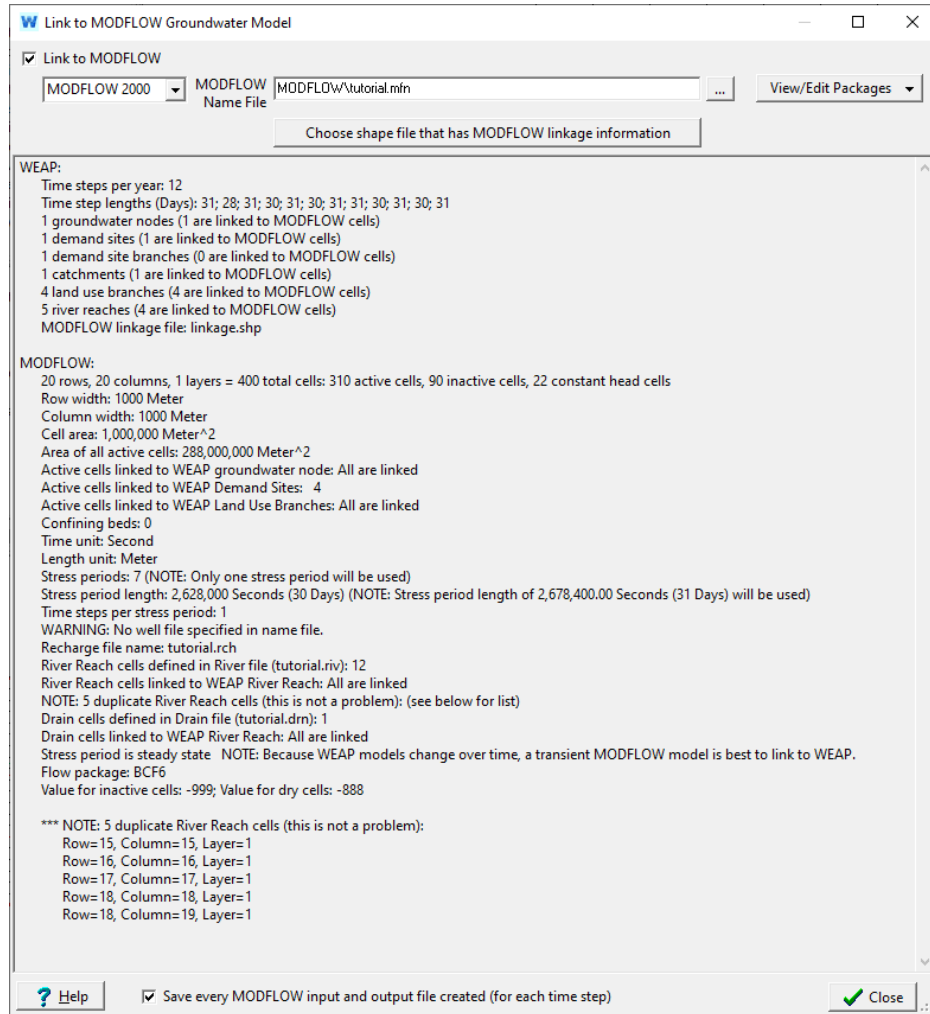 W Link to MODFLOW Groundwater Model
Link to MODFLOW
MODFLOW 2000
MODFLOW Name File
MODFLOW\tutorial.mfn
...
View/Edit Packages
Choose shape file that has MODFLOW linkage information
WEAP:
Time steps per year: 12
Time step lengths (Days): 31; 28; 31; 30; 31; 30; 31; 31; 30; 31; 30; 31
1 groundwater nodes (1 are linked to MODFLOW cells)
1 demand sites (1 are linked to MODFLOW cells)
1 demand site branches (0 are linked to MODFLOW cells)
1 catchments (1 are linked to MODFLOW cells)
4 land use branches (4 are linked to MODFLOW cells)
5 river reaches (4 are linked to MODFLOW cells)
MODFLOW linkage file: linkage.shp
MODFLOW:
20 rows, 20 columns, 1 layers = 400 total cells: 310 active cells, 90 inactive cells, 22 constant head cells
Row width: 1000 Meter
Column width: 1000 Meter
Cell area: 1,000,000 Meter^2
Area of all active cells: 288,000,000 Meter^2
Active cells linked to WEAP groundwater node: All are linked
Active cells linked to WEAP Demand Sites: 4
Active cells linked to WEAP Land Use Branches: All are linked
Confining beds: 0
Time unit: Second
Length unit: Meter
Stress periods: 7 (NOTE: Only one stress period will be used)
Stress period length: 2,628,000 Seconds (30 Days) (NOTE: Stress period length of 2,678,400.00 Seconds (31 Days) will be used)
Time steps per stress period: 1
WARNING: No well file specified in name file.
Recharge file name: tutorial.rch
River Reach cells defined in River file (tutorial.riv): 12
River Reach cells linked to WEAP River Reach: All are linked
NOTE: 5 duplicate River Reach cells (this is not a problem): (see below for list)
Drain cells defined in Drain file (tutorial.drn): 1
Drain cells linked to WEAP River Reach: All are linked
Stress period is steady state NOTE: Because WEAP models change over time, a transient MODFLOW model is best to link to WEAP.
Flow package: BCF6
Value for inactive cells: -999; Value for dry cells: -888
*** NOTE: 5 duplicate River Reach cells (this is not a problem):
Row=15, Column=15, Layer=1
Row=16, Column=16, Layer=1
Row=17, Column=17, Layer=1
Row=18, Column=18, Layer=1
Row=18, Column=19, Layer=1
? Help
Save every MODFLOW input and output file created (for each time step)
Close